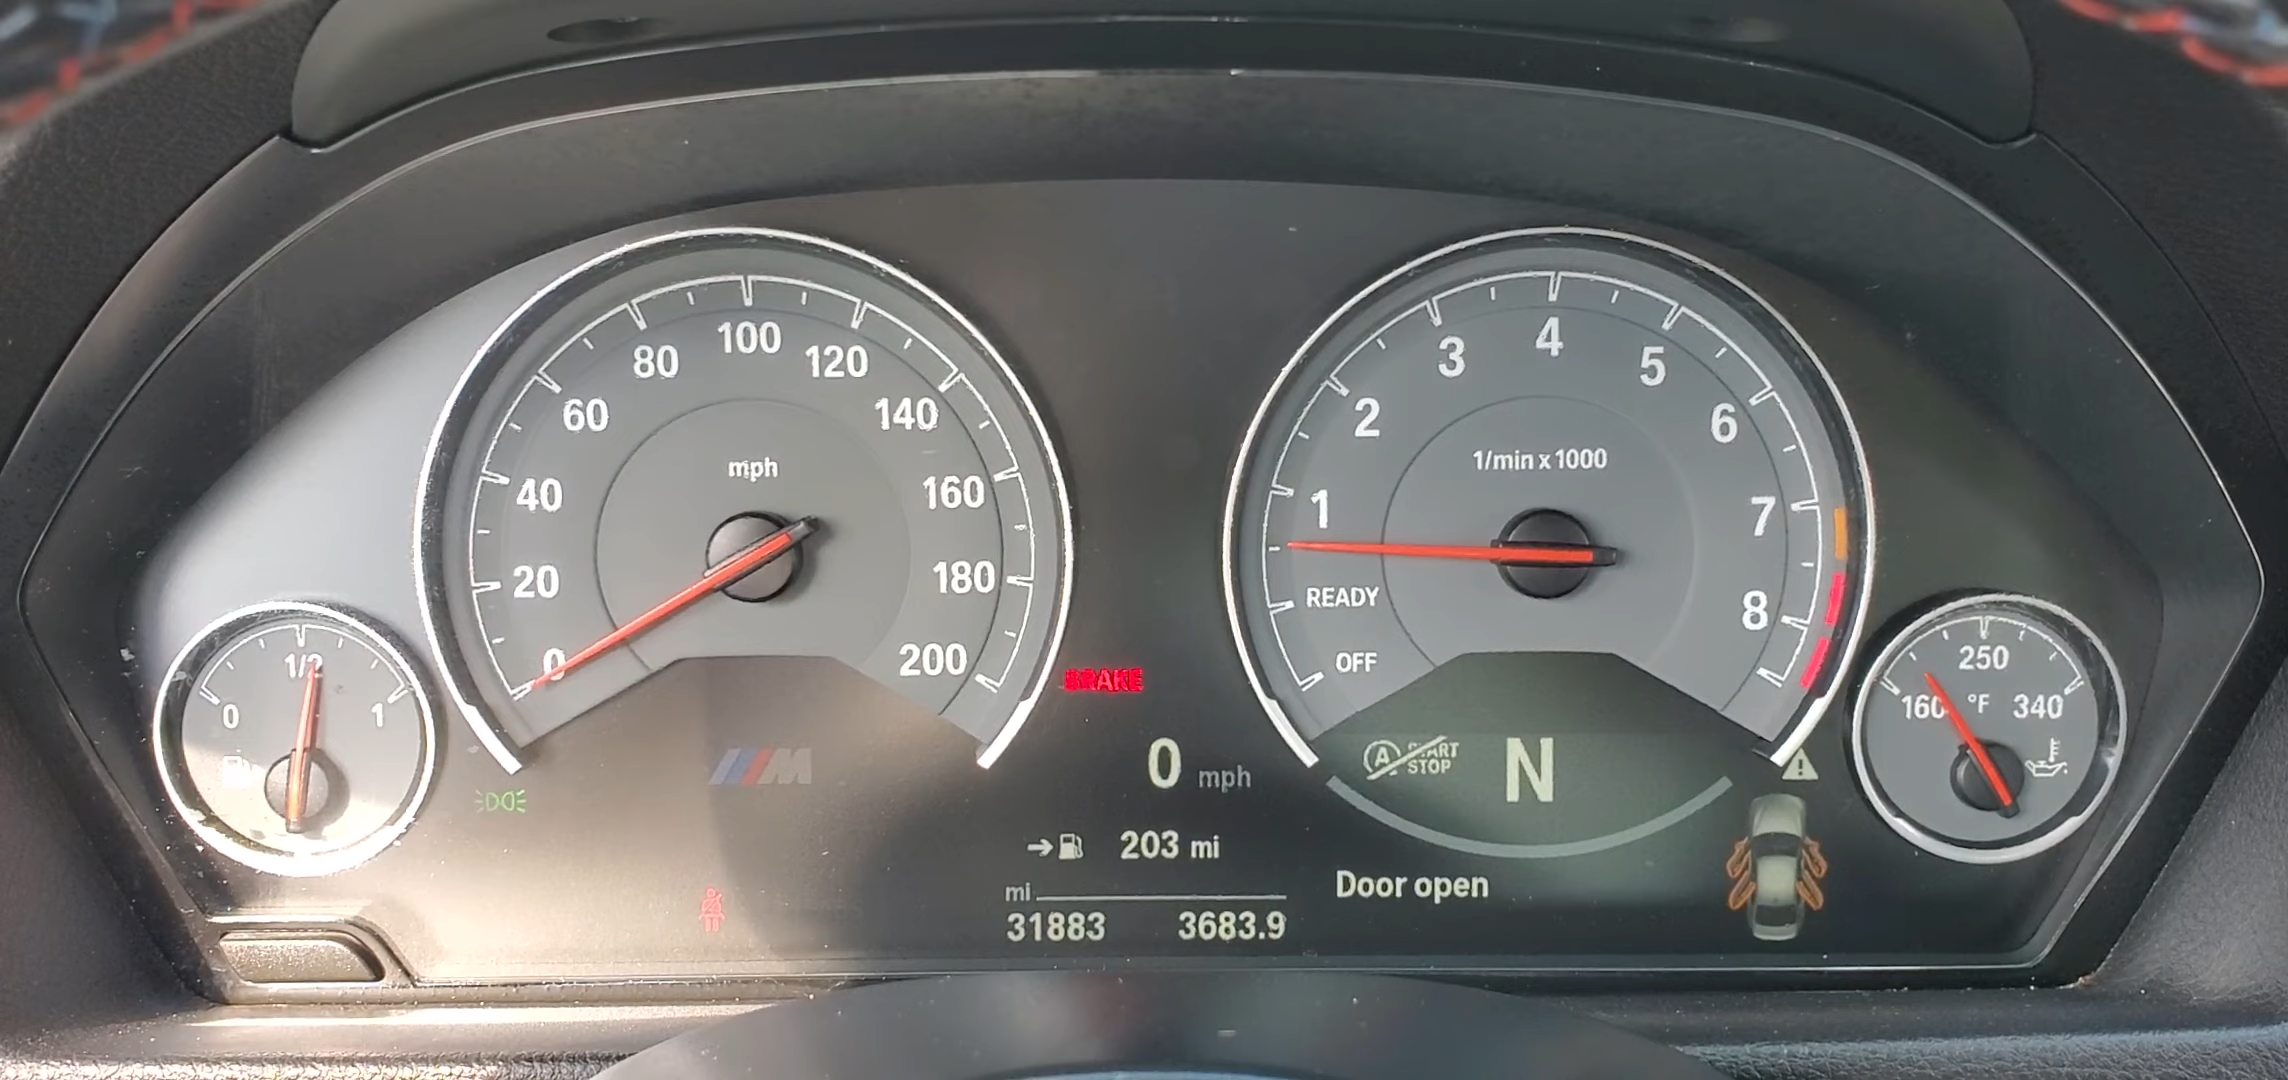 100
80
120
60
140
mph
40
160
20
180
0
200
4
3
5
2
6
1/min x 1000
1
7
READY
8
OFF
1/2
0
1
250
160
°F
340
BRAKE
M
0 mph
A START
STOP
N
203 mi
Door open
mi
31883 3683.9